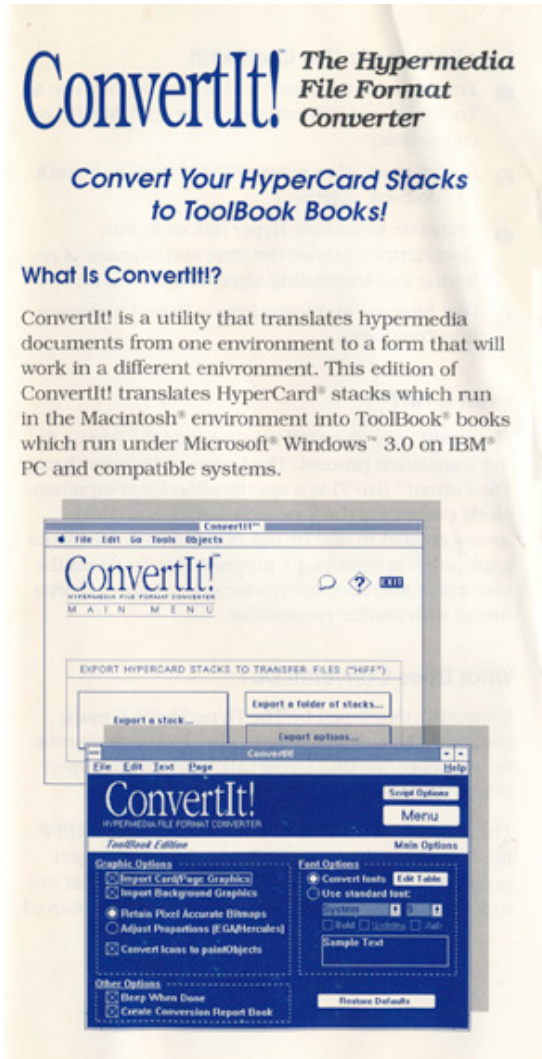 ConvertIt!
The Hypermedia
File Format
Converter
Convert Your HyperCard Stacks
to ToolBook Books!
What Is ConvertIt!?
ConvertIt! is a utility that translates hypermedia
documents from one environment to a form that will
work in a different enivronment. This edition of
ConvertIt! translates HyperCard® stacks which run
in the Macintosh® environment into ToolBook® books
which run under Microsoft® Windows™ 3.0 on IBM®
PC and compatible systems.
ConvertIt!™
File Edit Go Tools Objects
ConvertIt!
HYPERMEDIA FILE FORMAT CONVERTER
MAIN MENU
EXIT
EXPORT HYPERCARD STACKS TO TRANSFER FILES ("HIFF")
Export a stack...
Export a folder of stacks...
Export options...
ConvertIt!
File Edit Text Page Help
ConvertIt!
HYPERMEDIA FILE FORMAT CONVERTER
Script Options
Menu
ToolBook Edition
Main Options
Graphic Options
Import Card/Page Graphics
Import Background Graphics
Retain Pixel Accurate Bitmaps
Adjust Proportions (EGA/Hercules)
Convert Icons to paintObjects
Other Options
Beep When Done
Create Conversion Report Book
Font Options
Convert fonts Edit Table
Use standard font:
System 9
Bold Underline
Sample Text
Restore Defaults